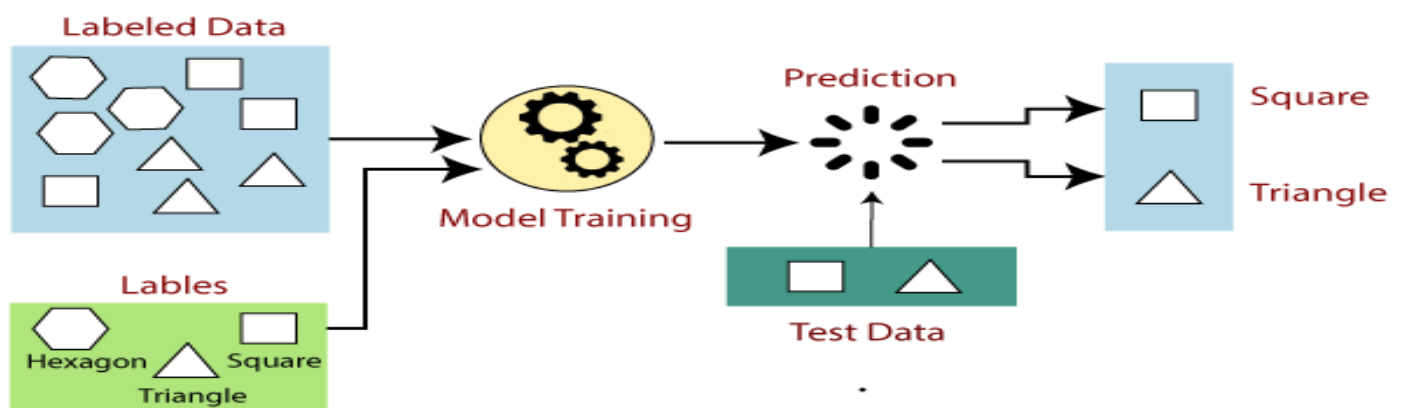 Labeled Data
Prediction
Square
Triangle
Model Training
Lables
Hexagon
Square
Triangle
Test Data